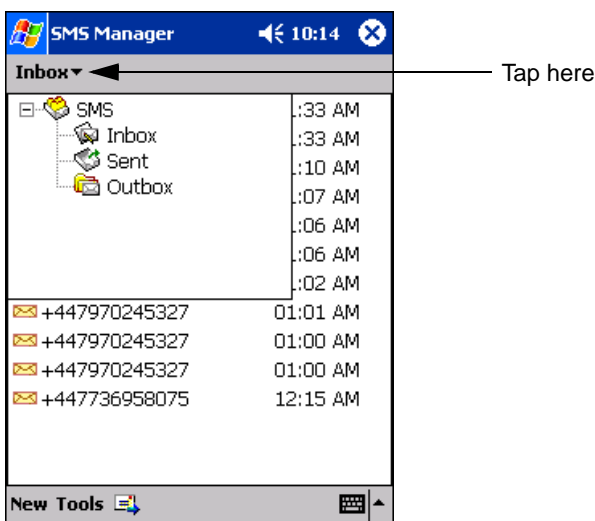 SMS Manager 10:14
Inbox Tap here
SMS :33 AM
Inbox :33 AM
Sent :10 AM
Outbox :07 AM
:06 AM
:06 AM
:02 AM
+447970245327 01:01 AM
+447970245327 01:00 AM
+447970245327 01:00 AM
+447736958075 12:15 AM
New Tools